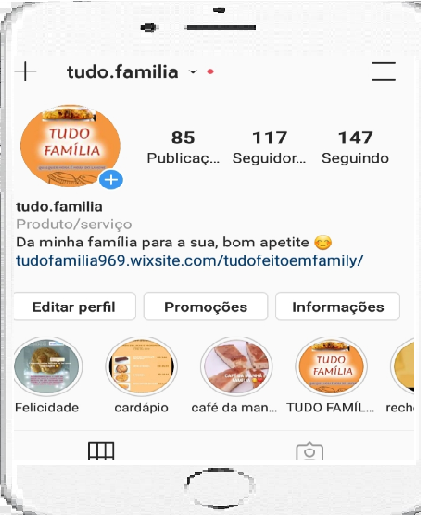 tudo.familia
TUDO
FAMÍLIA
85 117 147
Publicaç... Seguidor... Seguindo
tudo.familia
Produto/serviço
Da minha família para a sua, bom apetite 😊
tudofamilia969.wixsite.com/tudofeitoemfamily/
Editar perfil Promoções Informações
TUDO
FAMÍLIA
Felicidade cardápio café da man... TUDO FAMÍL... rech